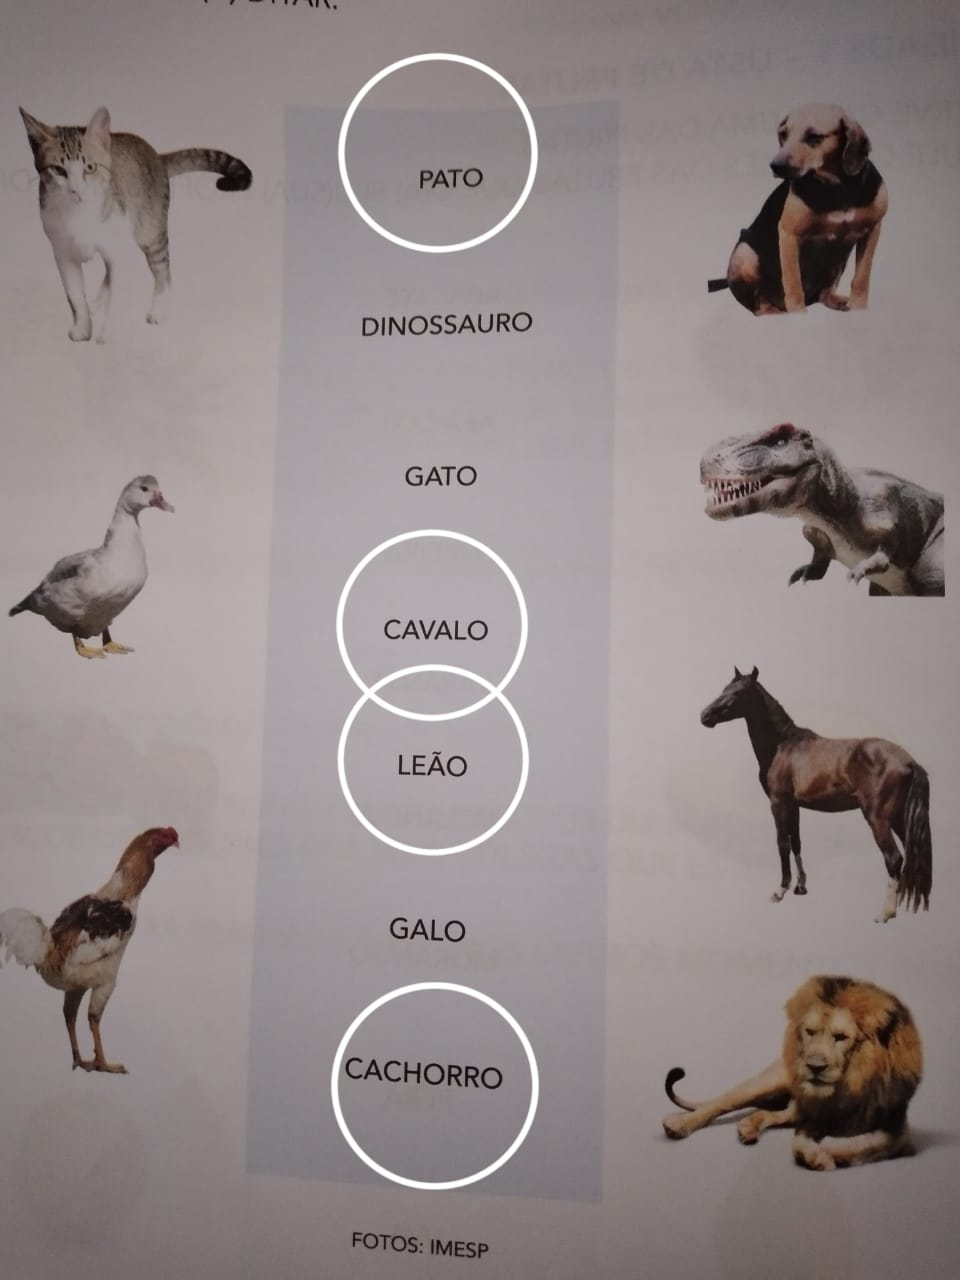 PATO
DINOSSAURO
GATO
CAVALO
LEÃO
GALO
CACHORRO
FOTOS: IMESP